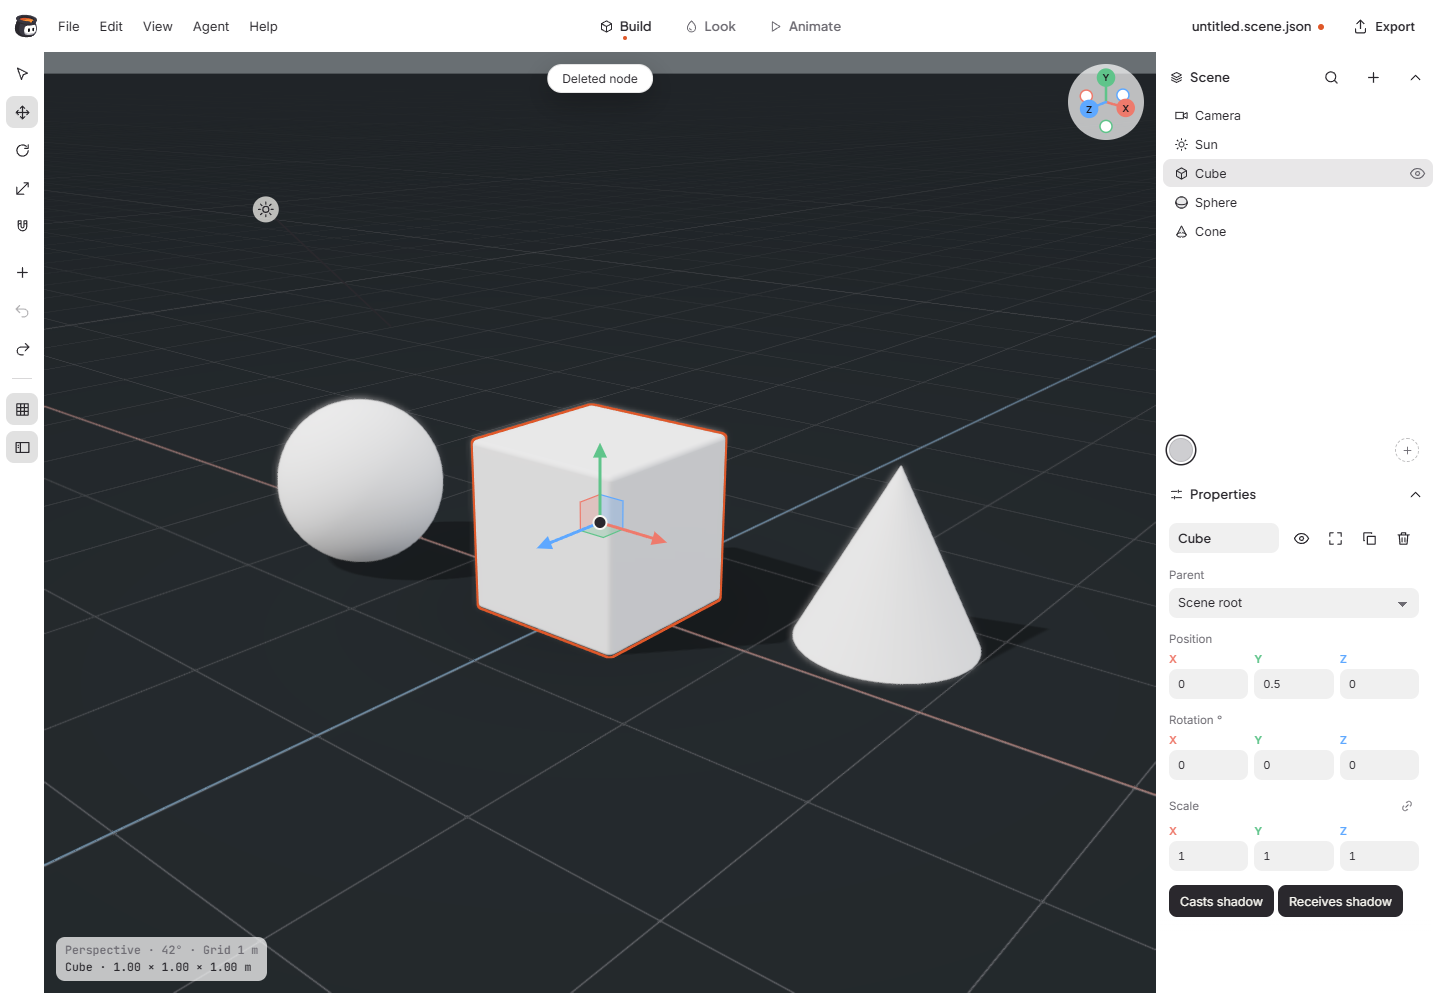 File Edit View Agent Help
Build Look Animate
untitled.scene.json Export
Deleted node
Y
Z X
Scene
Camera
Sun
Cube
Sphere
Cone
Properties
Cube
Parent
Scene root
Position
X Y Z
0 0.5 0
Rotation °
X Y Z
0 0 0
Scale
X Y Z
1 1 1
Casts shadow Receives shadow
Perspective · 42° · Grid 1 m
Cube · 1.00 × 1.00 × 1.00 m